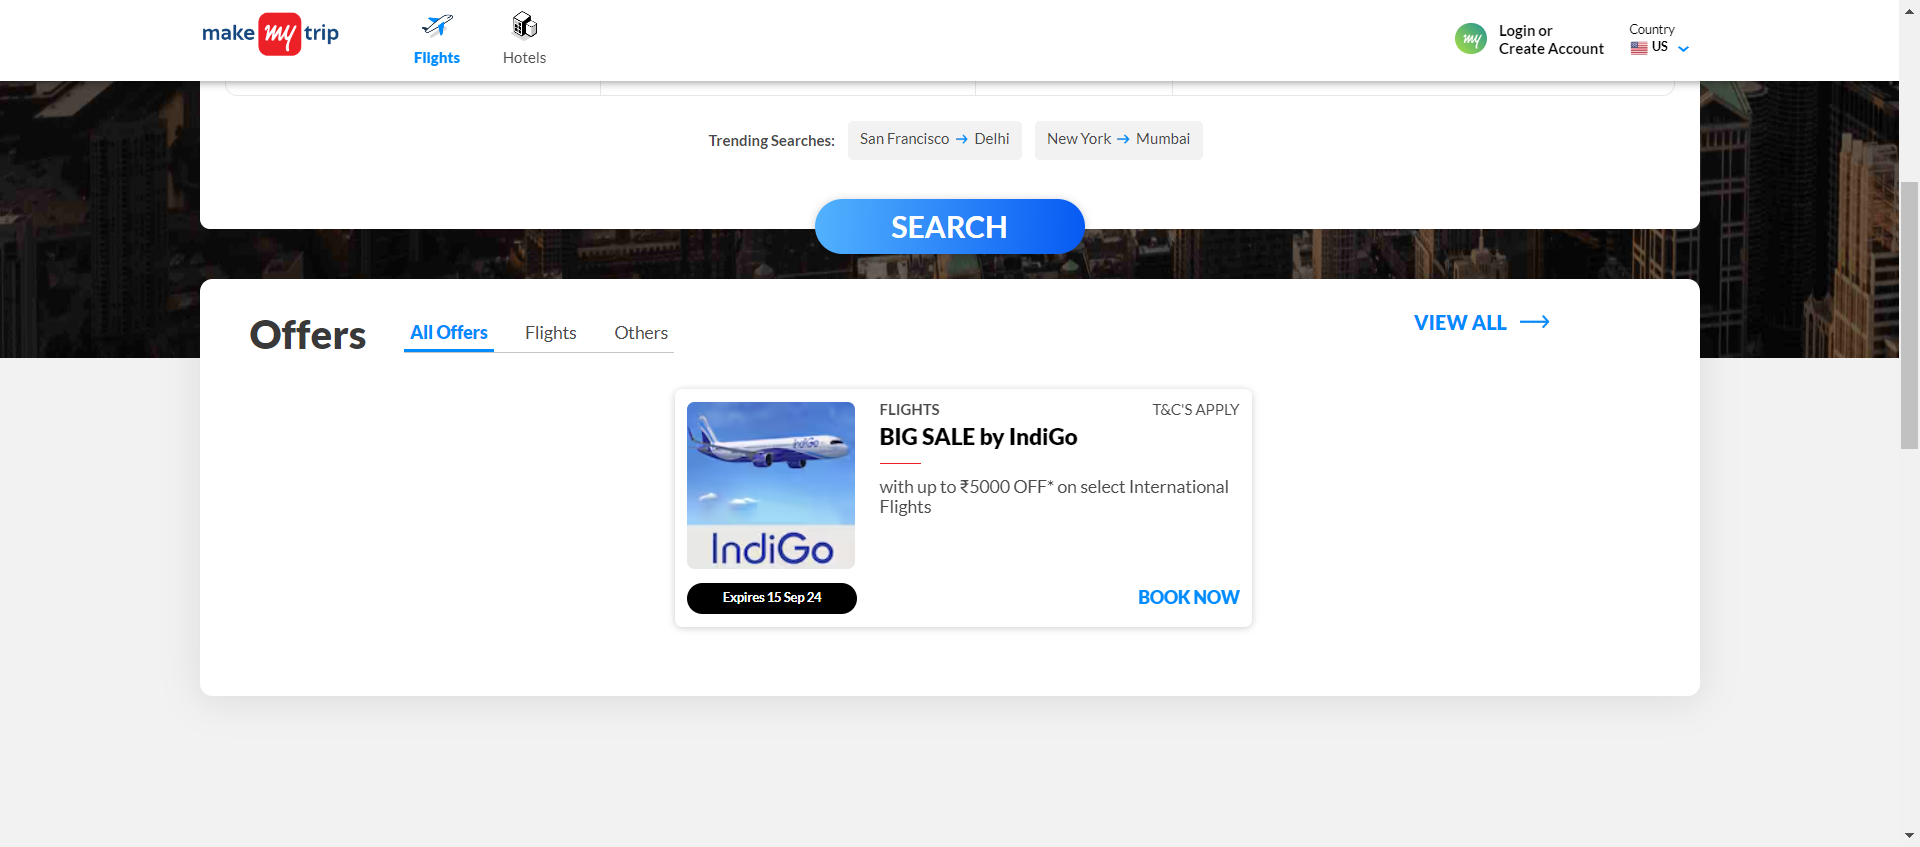 make my trip
Flights
Hotels
my
Login or
Create Account
Country
US
Trending Searches:
San Francisco → Delhi
New York → Mumbai
SEARCH
Offers
All Offers
Flights
Others
VIEW ALL
FLIGHTS
T&C'S APPLY
BIG SALE by IndiGo
with up to ₹5000 OFF* on select International
Flights
IndiGo
IndiGo
Expires 15 Sep 24
BOOK NOW